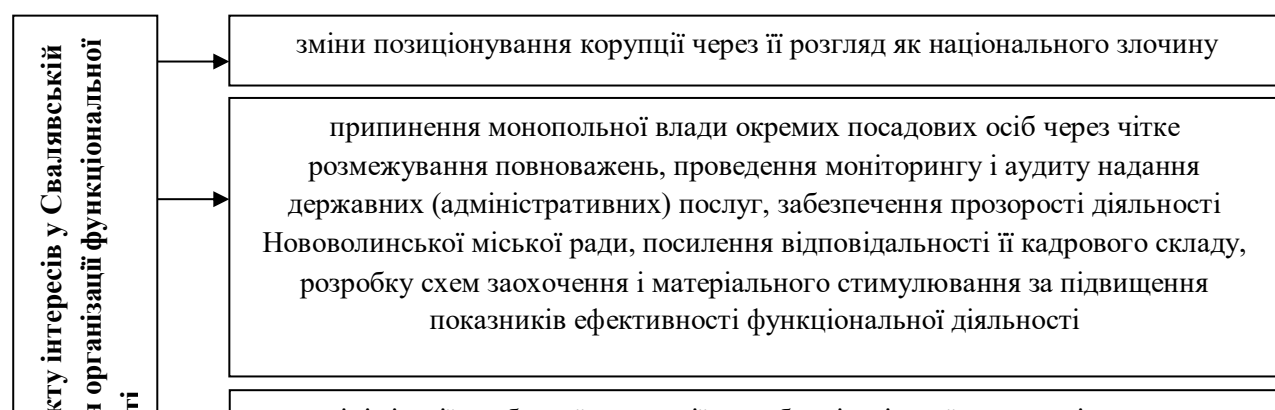 інтересів у Свалявській
організації функціональної
зміни позиціонування корупції через її розгляд як національного злочину
припинення монопольної влади окремих посадових осіб через чітке
розмежування повноважень, проведення моніторингу і аудиту надання
державних (адміністративних) послуг, забезпечення прозорості діяльності
Нововолинської міської ради, посилення відповідальності її кадрового складу,
розробку схем заохочення і матеріального стимулювання за підвищення
показників ефективності функціональної діяльності